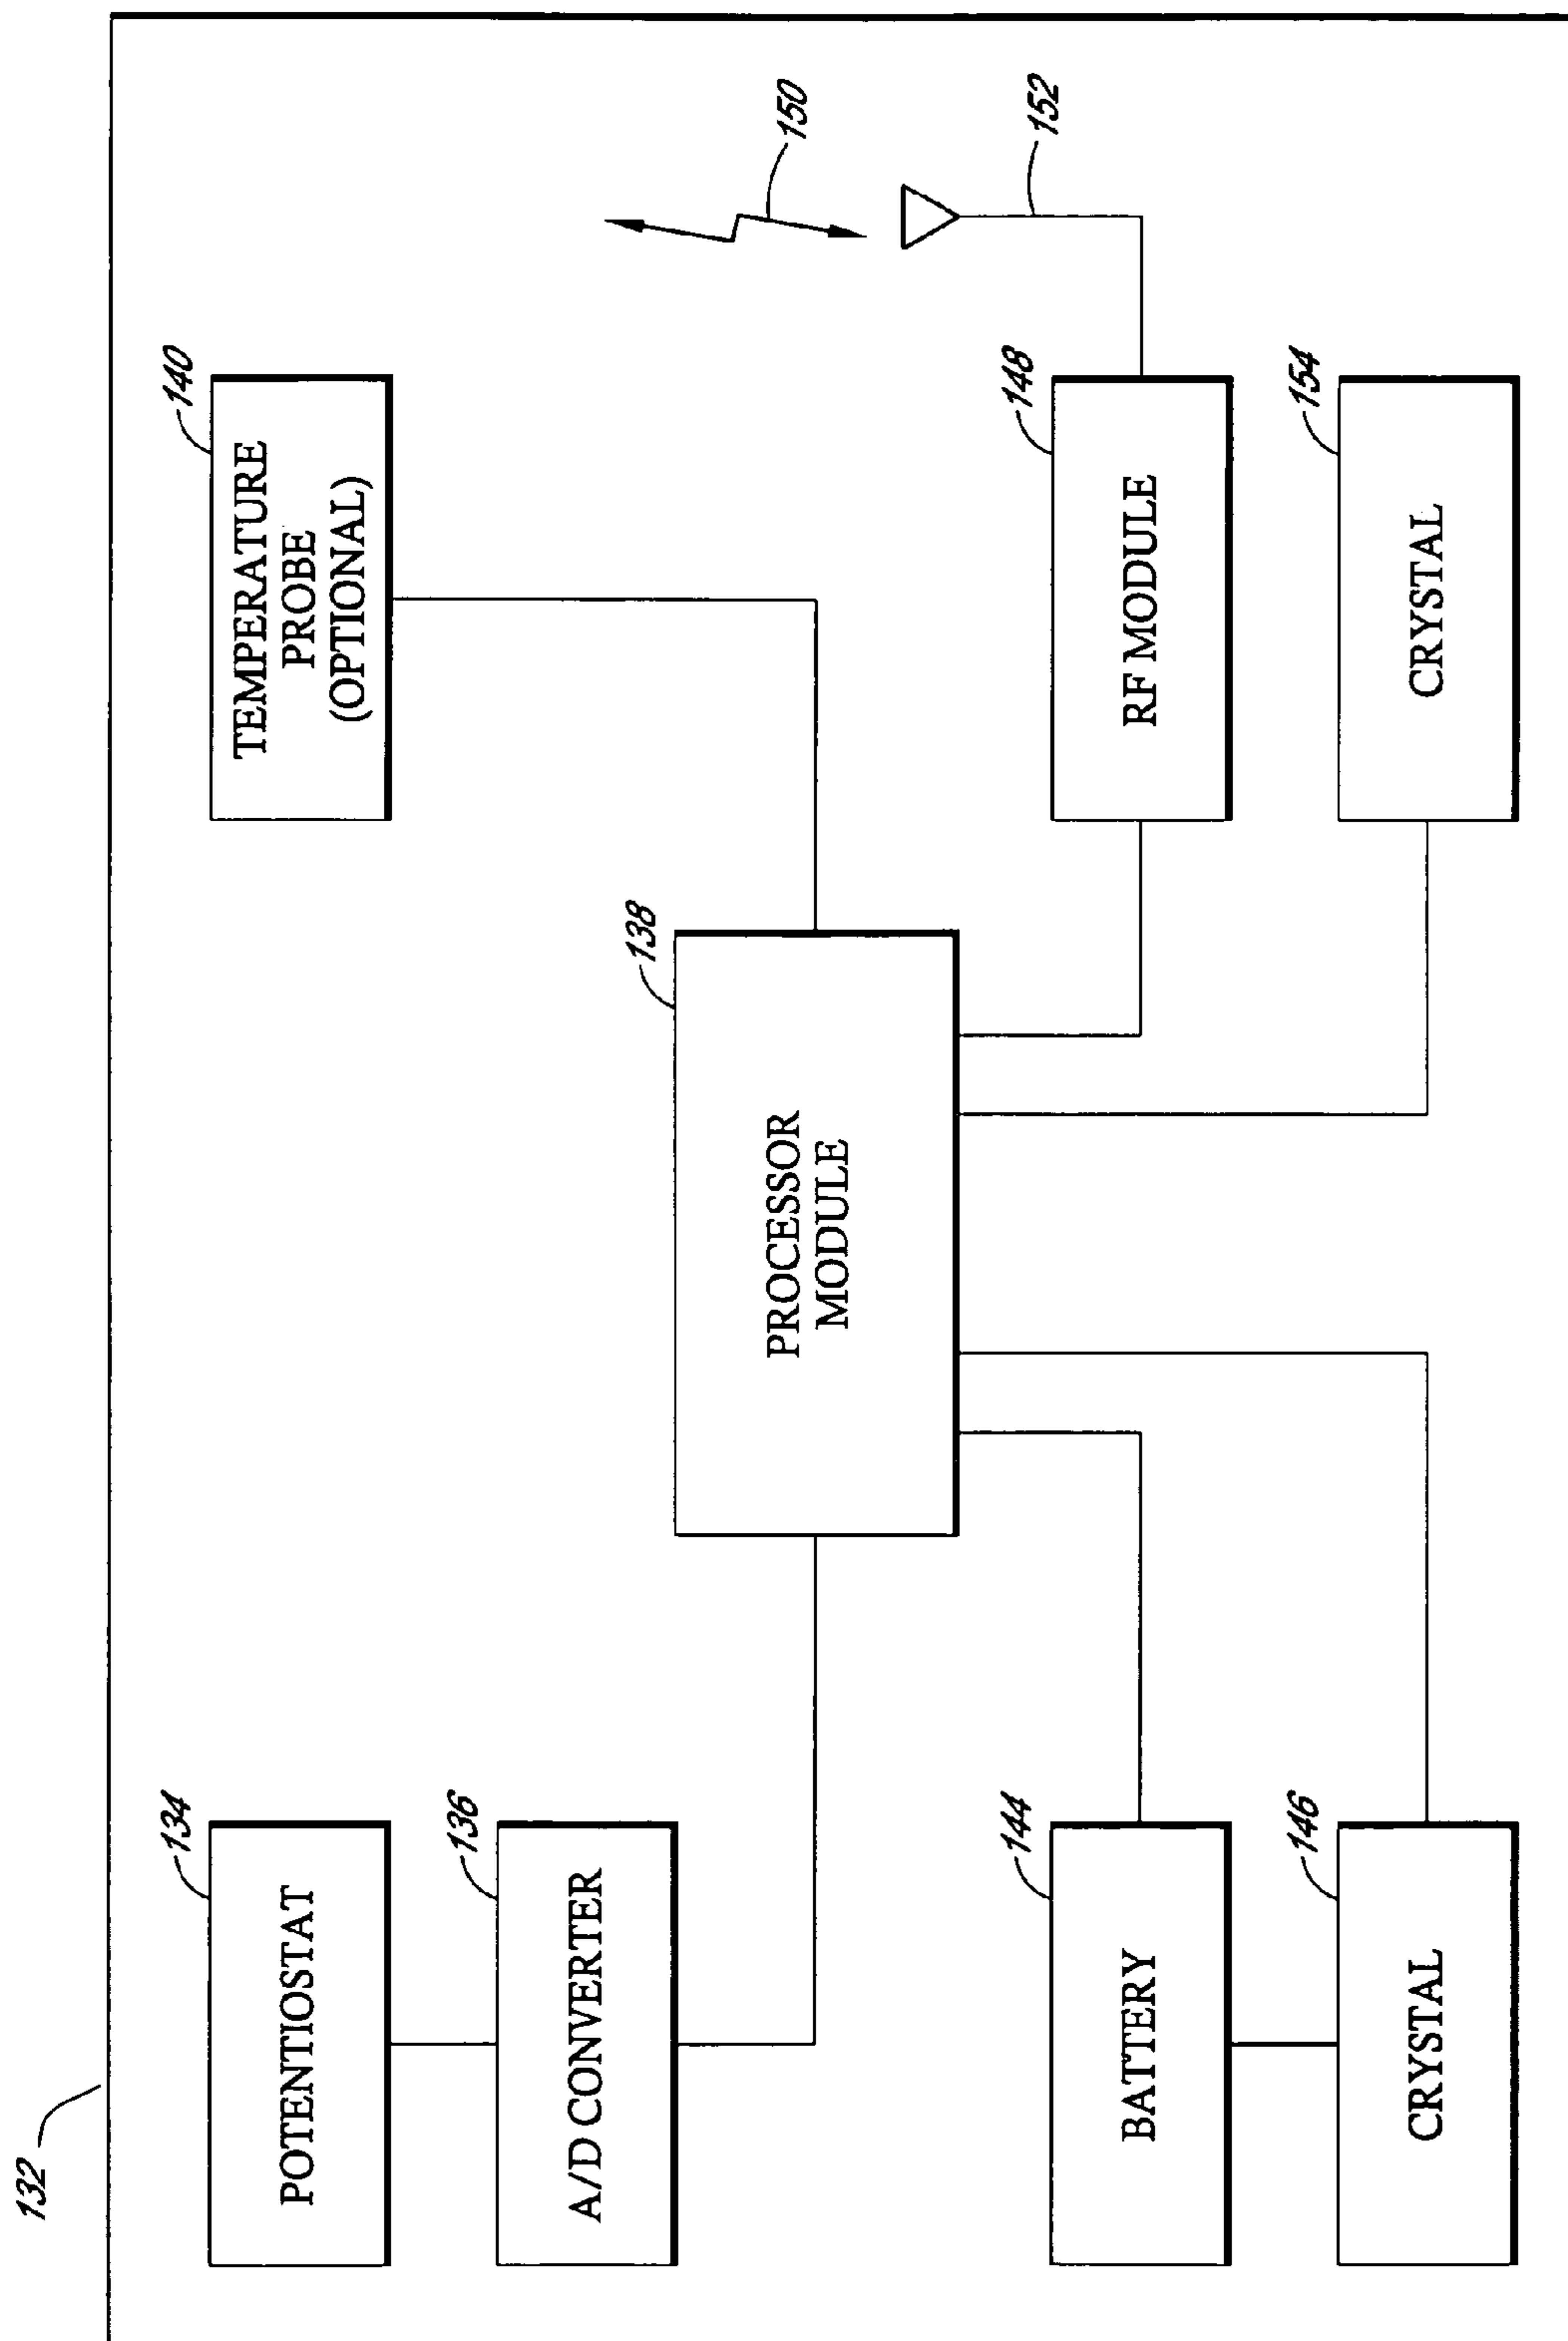 132
134
POTENTIOSTAT
136
A/D CONVERTER
138
PROCESSOR
MODULE
140
TEMPERATURE
PROBE
(OPTIONAL)
150
152
144
BATTERY
146
CRYSTAL
148
RF MODULE
154
CRYSTAL